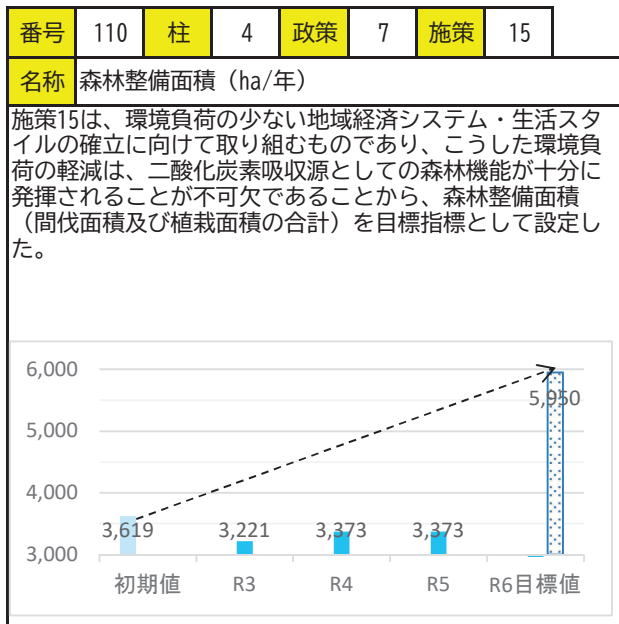 番号 110 柱 4 政策 7 施策 15
名称 森林整備面積（ha/年）
施策15は、環境負荷の少ない地域経済システム・生活スタ
イルの確立に向けて取り組むものであり、こうした環境負
荷の軽減は、二酸化炭素吸収源としての森林機能が十分に
発揮されることが不可欠であることから、森林整備面積
（間伐面積及び植栽面積の合計）を目標指標として設定し
た。
6,000
5,950
5,000
4,000
3,619 3,221 3,373 3,373
3,000
初期値 R3 R4 R5 R6目標値